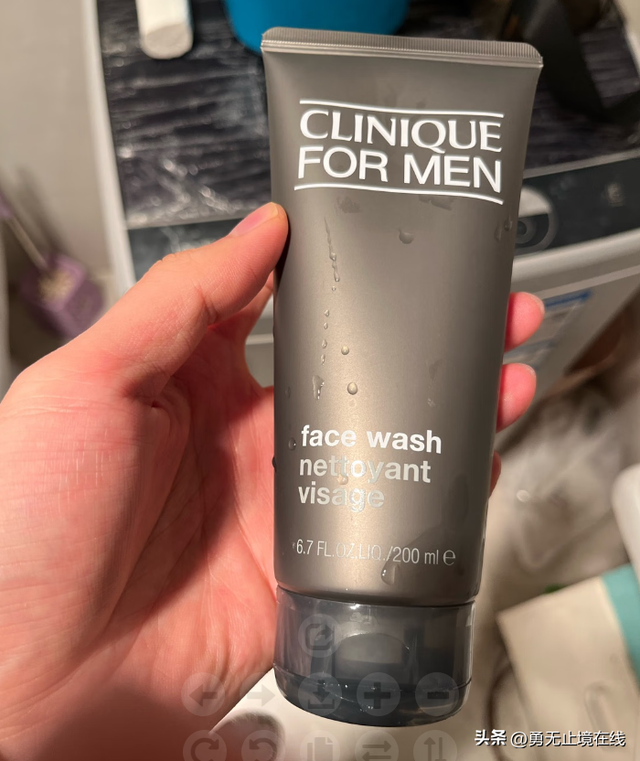 CLINIQUE
FOR MEN
face wash
nettoyant
visage
6.7 FL.OZ.LIQ./200 ml ℮
头条 @勇无止境在线